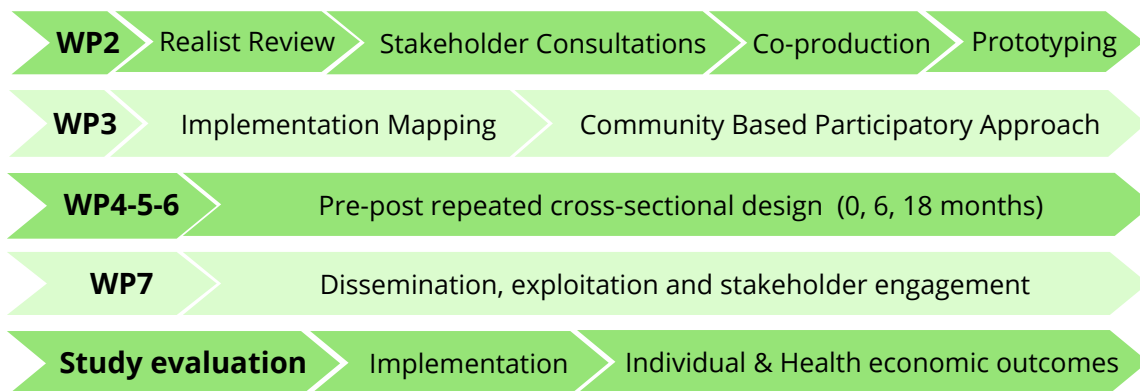 WP2 Realist Review Stakeholder Consultations Co-production Prototyping
WP3 Implementation Mapping Community Based Participatory Approach
WP4-5-6 Pre-post repeated cross-sectional design (0, 6, 18 months)
WP7 Dissemination, exploitation and stakeholder engagement
Study evaluation Implementation Individual & Health economic outcomes